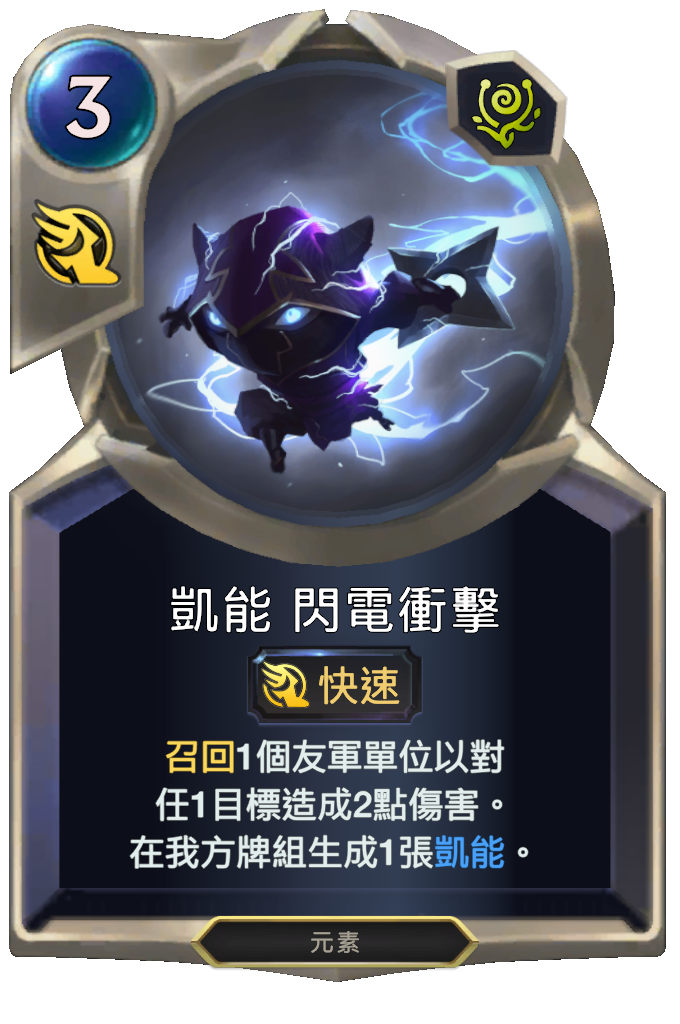 3
凱能 閃電衝擊
快速
召回1個友軍單位以對
任1目標造成2點傷害。
在我方牌組生成1張凱能。
元素